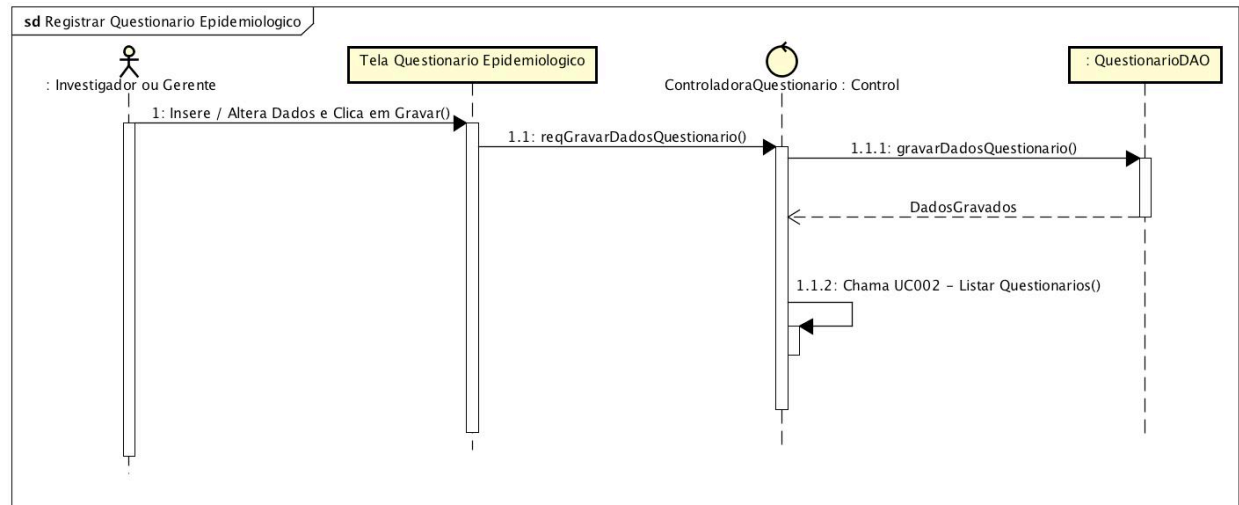 sd Registrar Questionario Epidemiologico
: Investigador ou Gerente
Tela Questionario Epidemiologico
ControladoraQuestionario : Control
: QuestionarioDAO
1: Insere / Altera Dados e Clica em Gravar()
1.1: reqGravarDadosQuestionario()
1.1.1: gravarDadosQuestionario()
DadosGravados
1.1.2: Chama UC002 – Listar Questionarios()